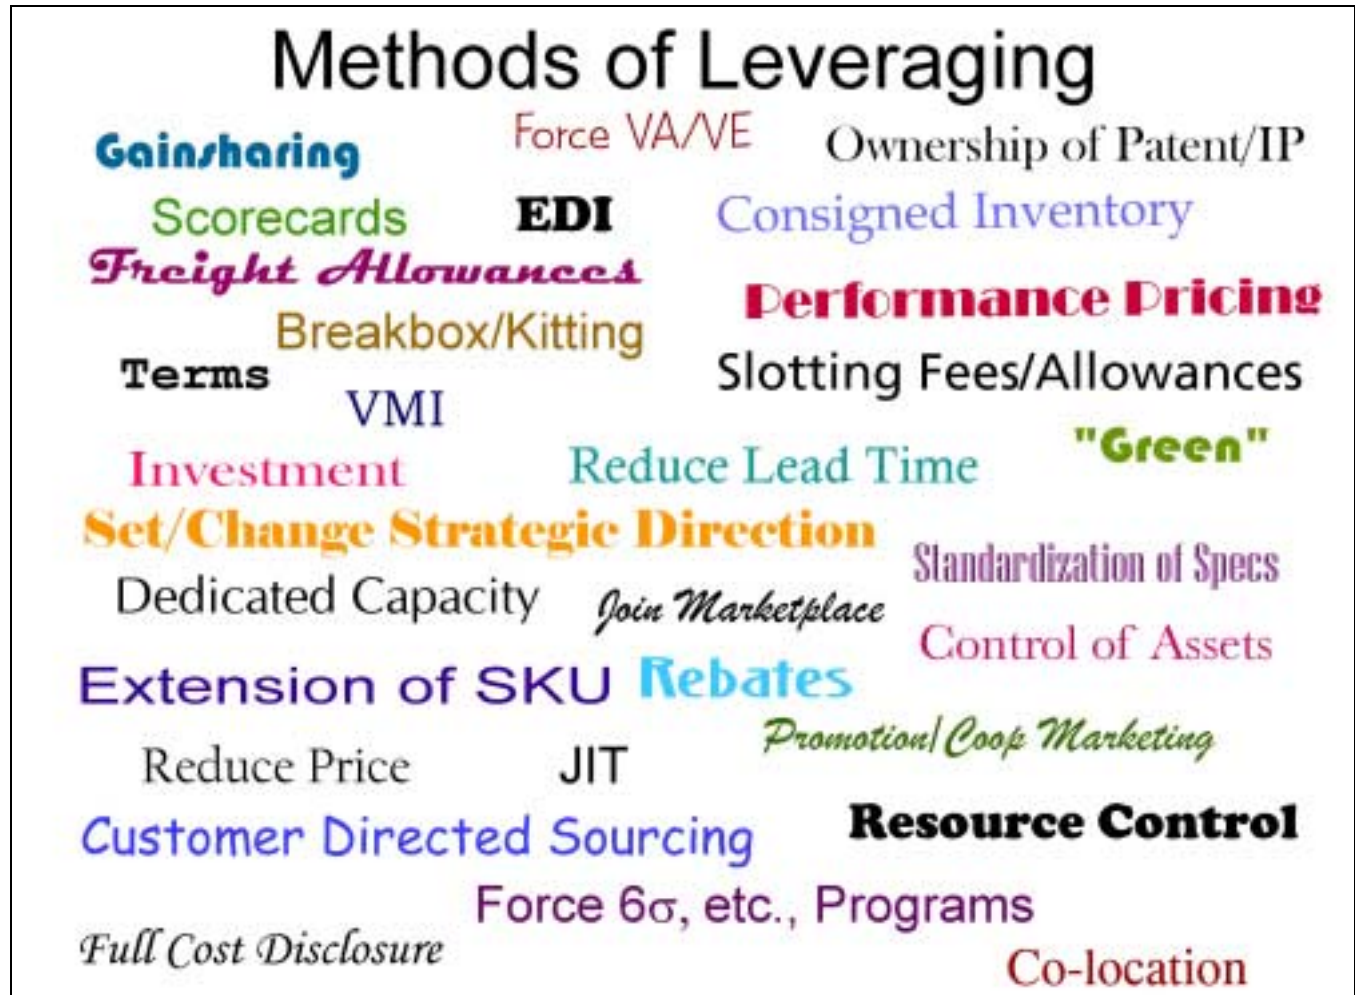 Methods of Leveraging
Gainsharing
Force VA/VE
Ownership of Patent/IP
Scorecards
EDI
Consigned Inventory
Freight Allowances
Performance Pricing
Breakbox/Kitting
Terms
Slotting Fees/Allowances
VMI
"Green"
Investment
Reduce Lead Time
Set/Change Strategic Direction
Standardization of Specs
Dedicated Capacity
Join Marketplace
Control of Assets
Extension of SKU
Rebates
Promotion/Coop Marketing
Reduce Price
JIT
Customer Directed Sourcing
Resource Control
Force 6σ, etc., Programs
Full Cost Disclosure
Co-location